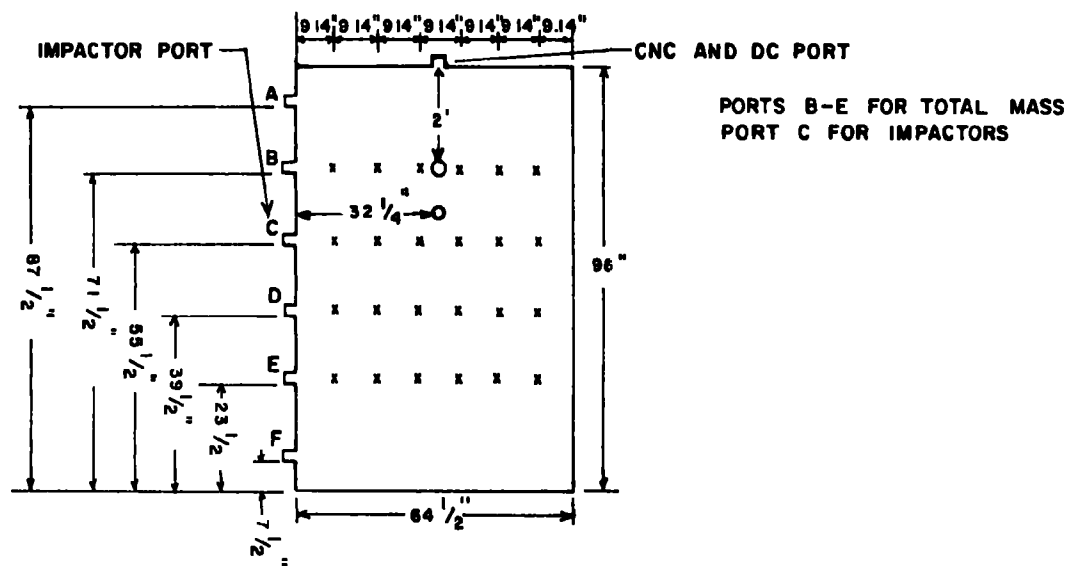 9.14" 9.14" 9.14" 9.14" 9.14" 9.14" 9.14"
IMPACTOR PORT
CNC AND DC PORT
PORTS B-E FOR TOTAL MASS
PORT C FOR IMPACTORS
A
2'
B
32 1/4"
C
96"
D
E
F
87 1/2"
71 1/2"
55 1/2"
39 1/2"
23 1/2
7 1/2"
64 1/2"